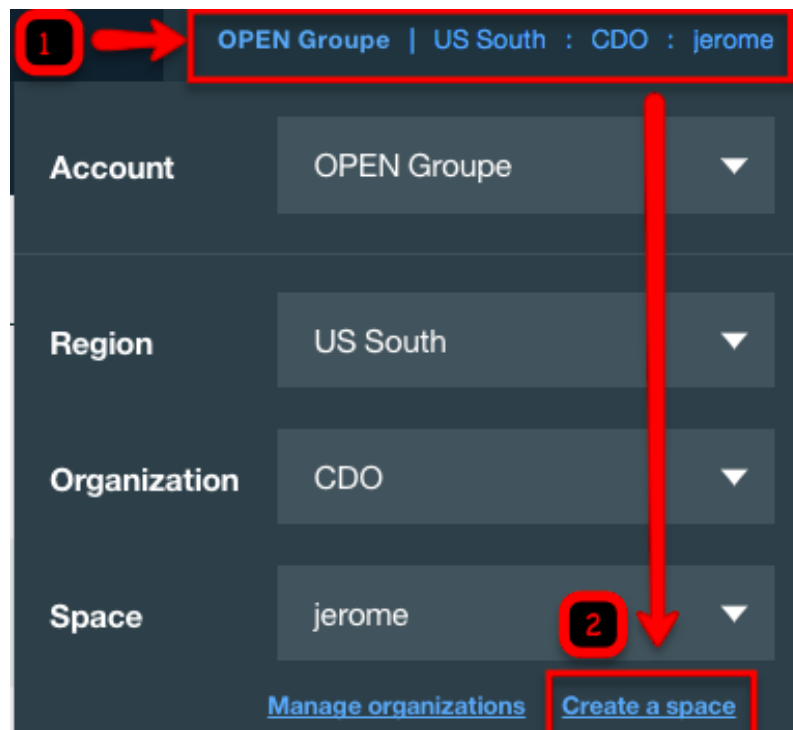 1 OPEN Groupe | US South : CDO : jerome
Account OPEN Groupe
Region US South
Organization CDO
Space jerome
2
Manage organizations Create a space